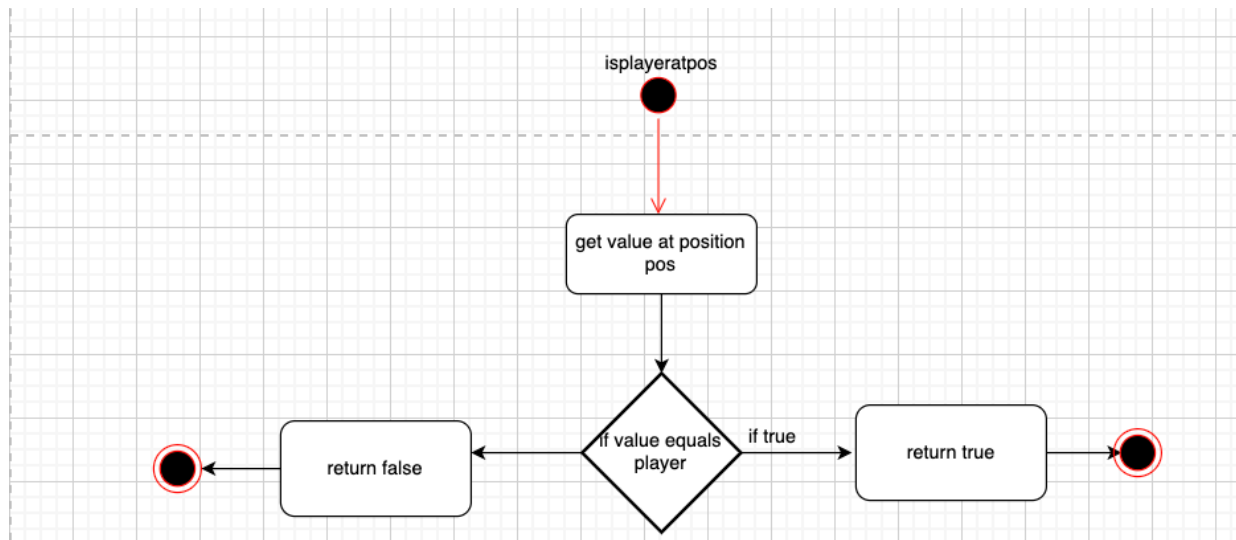 isplayeratpos
get value at position
pos
If value equals
player
if true
return false
return true